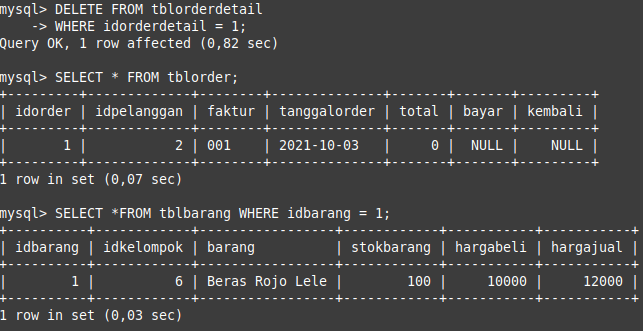 mysql> DELETE FROM tblorderdetail
    -> WHERE idorderdetail = 1;
Query OK, 1 row affected (0,82 sec)

mysql> SELECT * FROM tblorder;
+---------+-------------+--------+--------------+-------+-------+---------+
| idorder | idpelanggan | faktur | tanggalorder | total | bayar | kembali |
+---------+-------------+--------+--------------+-------+-------+---------+
|       1 |           2 | 001    | 2021-10-03   |     0 |  NULL |    NULL |
+---------+-------------+--------+--------------+-------+-------+---------+
1 row in set (0,07 sec)

mysql> SELECT *FROM tblbarang WHERE idbarang = 1;
+----------+------------+-----------------+------------+-----------+-----------+
| idbarang | idkelompok | barang          | stokbarang | hargabeli | hargajual |
+----------+------------+-----------------+------------+-----------+-----------+
|        1 |          6 | Beras Rojo Lele |        100 |     10000 |     12000 |
+----------+------------+-----------------+------------+-----------+-----------+
1 row in set (0,03 sec)